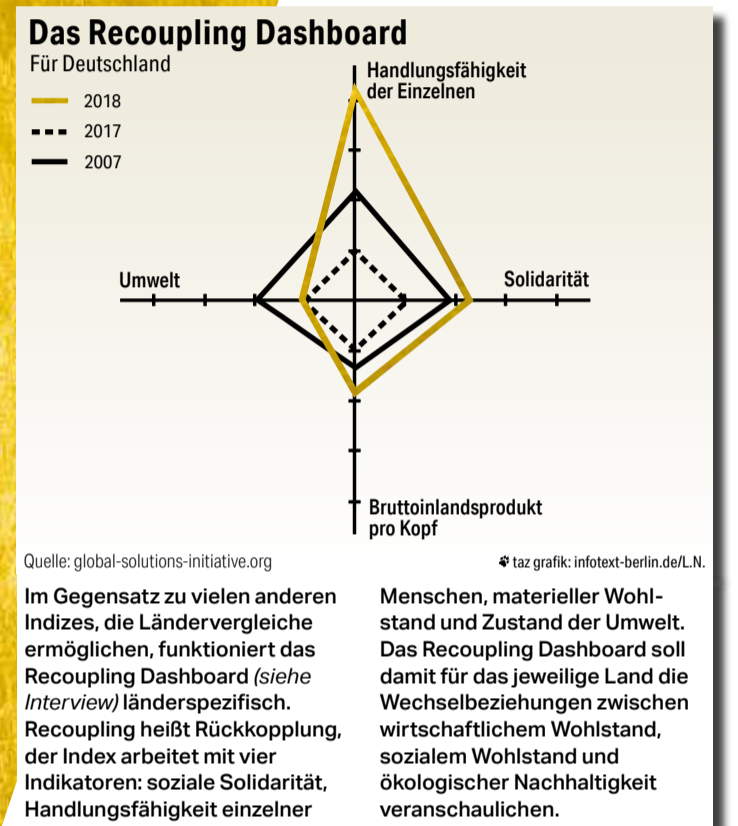 Das Recoupling Dashboard
Für Deutschland
2018
2017
2007
Handlungsfähigkeit
der Einzelnen
Umwelt
Solidarität
Bruttoinlandsprodukt
pro Kopf
Quelle: global-solutions-initiative.org
taz grafik: infotext-berlin.de/L.N.
Im Gegensatz zu vielen anderen
Indizes, die Ländervergleiche
ermöglichen, funktioniert das
Recoupling Dashboard (siehe
Interview) länderspezifisch.
Recoupling heißt Rückkopplung,
der Index arbeitet mit vier
Indikatoren: soziale Solidarität,
Handlungsfähigkeit einzelner
Menschen, materieller Wohl-
stand und Zustand der Umwelt.
Das Recoupling Dashboard soll
damit für das jeweilige Land die
Wechselbeziehungen zwischen
wirtschaftlichem Wohlstand,
sozialem Wohlstand und
ökologischer Nachhaltigkeit
veranschaulichen.